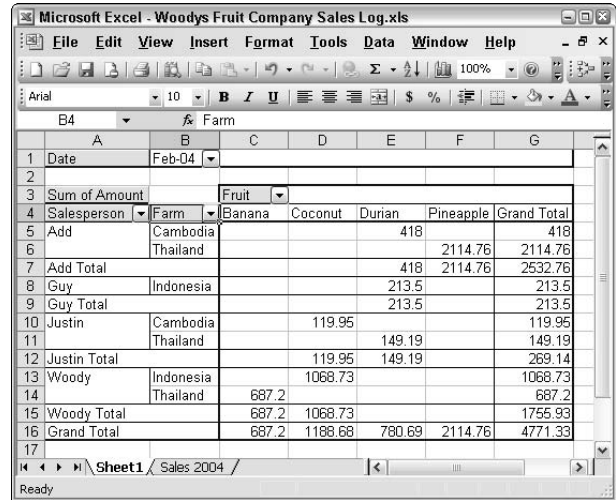 Microsoft Excel - Woodys Fruit Company Sales Log.xls
File Edit View Insert Format Tools Data Window Help
Σ 100%
Arial 10 B I U $ %
B4 fx Farm
A B C D E F G
1 Date Feb-04
2
3 Sum of Amount Fruit
4 Salesperson Farm Banana Coconut Durian Pineapple Grand Total
5 Add Cambodia 418 418
6 Thailand 2114.76 2114.76
7 Add Total 418 2114.76 2532.76
8 Guy Indonesia 213.5 213.5
9 Guy Total 213.5 213.5
10 Justin Cambodia 119.95 119.95
11 Thailand 149.19 149.19
12 Justin Total 119.95 149.19 269.14
13 Woody Indonesia 1068.73 1068.73
14 Thailand 687.2 687.2
15 Woody Total 687.2 1068.73 1755.93
16 Grand Total 687.2 1188.68 780.69 2114.76 4771.33
17
Sheet1 Sales 2004
Ready